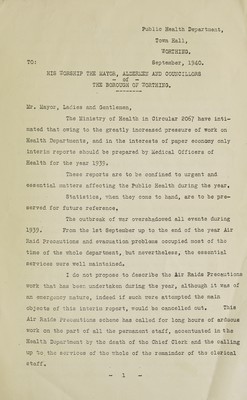 Public Health Department,
Town Hall,
WORTHING.
TO: September, 1940.
HIS WORSHIP THE MAYOR, ALDERMEN AND COUNCILLORS
- of -
THE BOROUGH OF WORTHING.
Mr. Mayor, Ladies and Gentlemen,
The Ministry of Health in Circular 2067 have inti-
mated that owing to the greatly increased pressure of work on
Health Departments, and in the interests of paper economy only
Interim reports should be prepared by Medical Officers of
Health for the year 1939.
These reports are to be confined to urgent and
essential matters affecting the Public Health during the year.
Statistics, when they come to hand, are to be pre-
served for future reference.
The outbreak of war overshadowed all events during
1939. From the 1st September up to the end of the year Air
Raid Precautions and evacuation problems occupied most of the
time of the whole department, but nevertheless, the essential
services were well maintained.
I do not propose to describe the Air Raids Precautions
work that has been undertaken during the year, although it was of
an emergency nature, indeed if such were attempted the main
objects of this interim report, would be cancelled out. This
Air Raids Precautions scheme has called for long hours of arduous
work on the part of all the permanent staff, accentuated in the
Health Department by the death of the Chief Clerk and the calling
up to the services of the whole of the remainder of the clerical
staff.
- 1 -